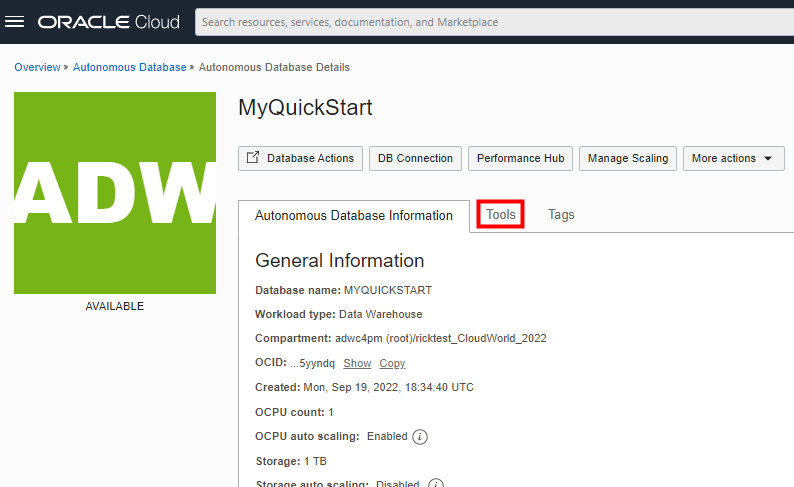 ORACLE Cloud
Search resources, services, documentation, and Marketplace
Overview » Autonomous Database » Autonomous Database Details
ADW
AVAILABLE
MyQuickStart
Database Actions
DB Connection
Performance Hub
Manage Scaling
More actions
Autonomous Database Information
Tools
Tags
General Information
Database name: MYQUICKSTART
Workload type: Data Warehouse
Compartment: adwc4pm (root)/ricktest_CloudWorld_2022
OCID: ...5yyndq Show Copy
Created: Mon, Sep 19, 2022, 18:34:40 UTC
OCPU count: 1
OCPU auto scaling: Enabled i
Storage: 1 TB
Storage auto scaling: Disabled i